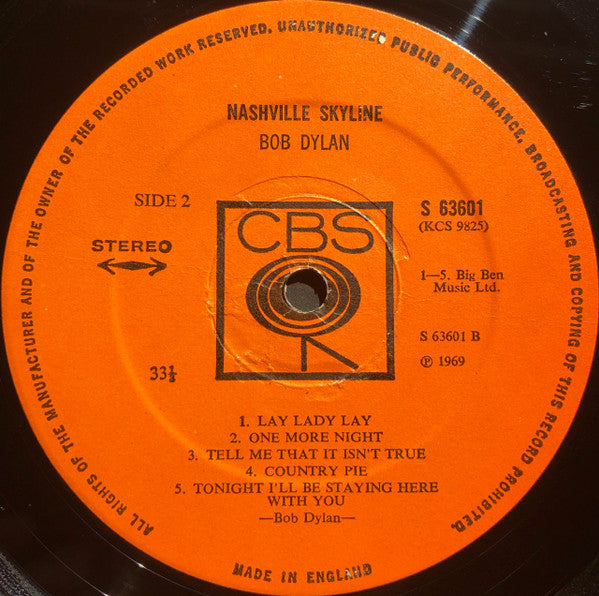 ALL RIGHTS OF THE MANUFACTURER AND OF THE OWNER OF THE RECORDED WORK RESERVED. UNAUTHORIZED PUBLIC PERFORMANCE, BROADCASTING AND COPYING OF THIS RECORD PROHIBITED.
NASHVILLE SKYLINE
BOB DYLAN
SIDE 2
S 63601
(KCS 9825)
STEREO
CBS
1—5. Big Ben
Music Ltd.
S 63601 B
33⅓
℗ 1969
1. LAY LADY LAY
2. ONE MORE NIGHT
3. TELL ME THAT IT ISN'T TRUE
4. COUNTRY PIE
5. TONIGHT I'LL BE STAYING HERE
WITH YOU
—Bob Dylan—
MADE IN ENGLAND